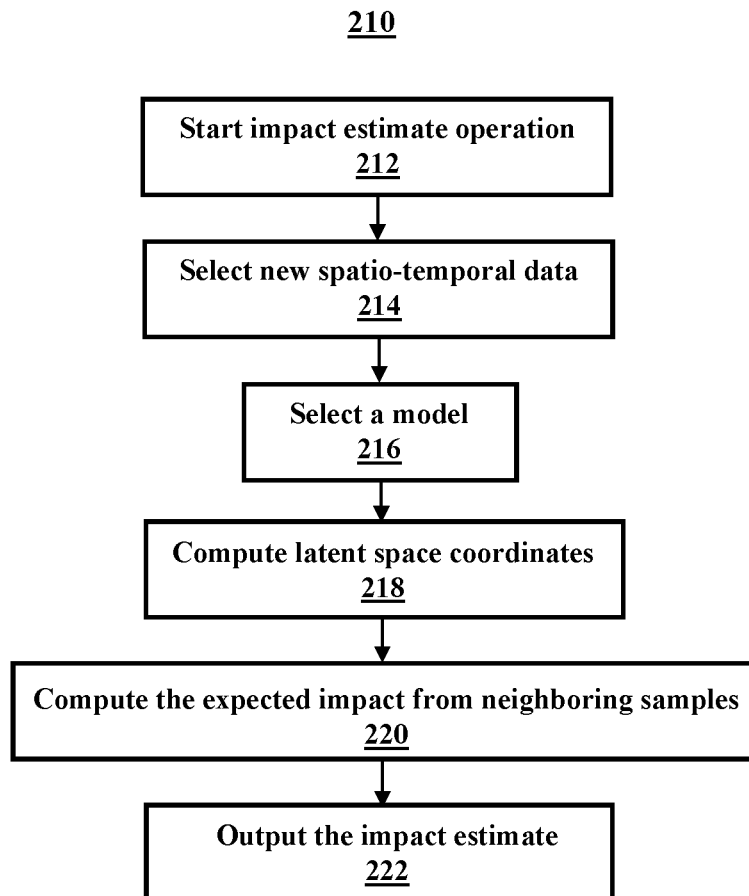 210
Start impact estimate operation
212
Select new spatio-temporal data
214
Select a model
216
Compute latent space coordinates
218
Compute the expected impact from neighboring samples
220
Output the impact estimate
222